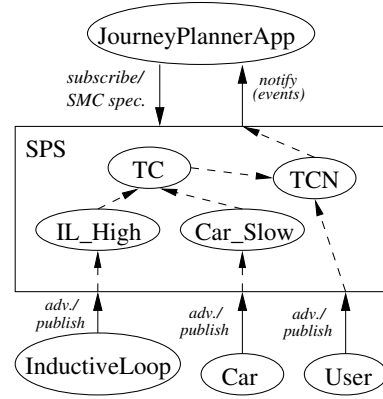 JourneyPlannerApp
subscribe/
SMC spec.
notify
(events)
SPS
TC
TCN
IL_High
Car_Slow
adv./
publish
adv./
publish
adv./
publish
InductiveLoop
Car
User